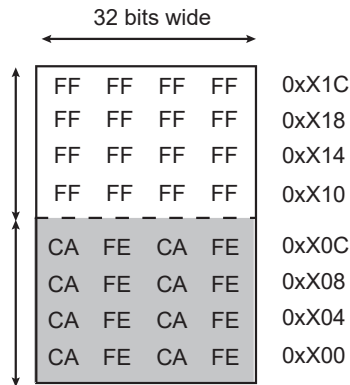 32 bits wide
FF FF FF FF 0xX1C
FF FF FF FF 0xX18
FF FF FF FF 0xX14
FF FF FF FF 0xX10
CA FE CA FE 0xX0C
CA FE CA FE 0xX08
CA FE CA FE 0xX04
CA FE CA FE 0xX00